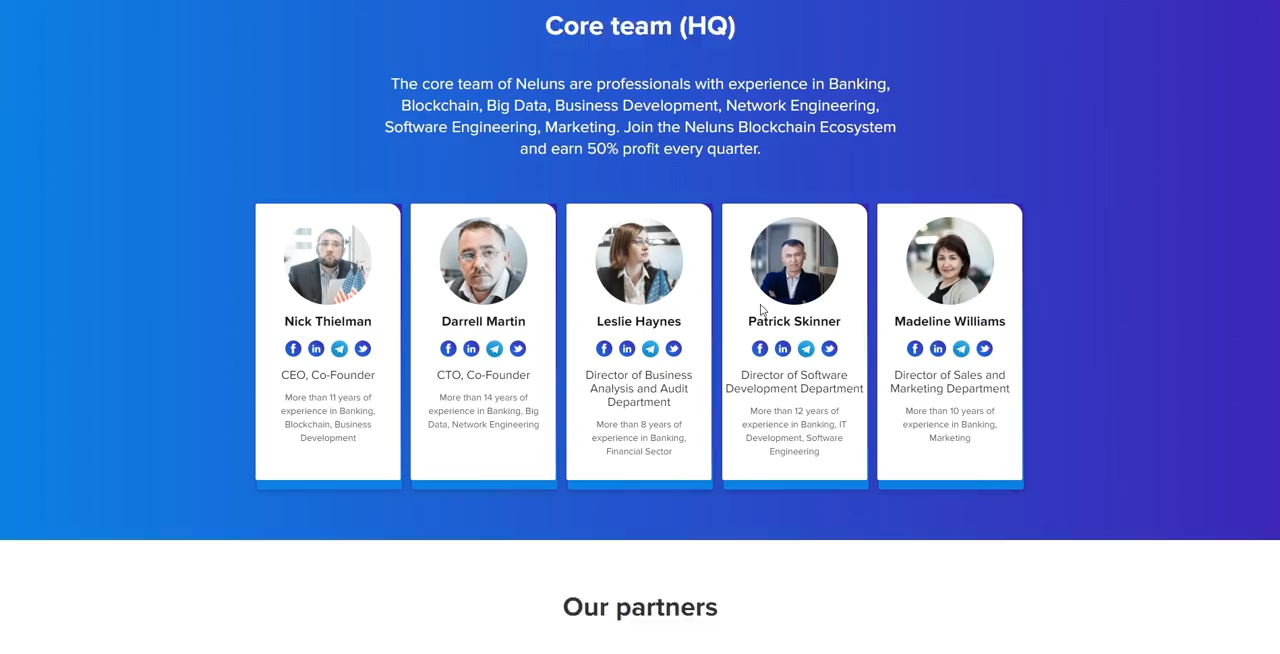 Core team (HQ)
The core team of Neluns are professionals with experience in Banking,
Blockchain, Big Data, Business Development, Network Engineering,
Software Engineering, Marketing. Join the Neluns Blockchain Ecosystem
and earn 50% profit every quarter.
Nick Thielman
CEO, Co-Founder
More than 11 years of
experience in Banking,
Blockchain, Business
Development
Darrell Martin
CTO, Co-Founder
More than 14 years of
experience in Banking, Big
Data, Network Engineering
Leslie Haynes
Director of Business
Analysis and Audit
Department
More than 8 years of
experience in Banking,
Financial Sector
Patrick Skinner
Director of Software
Development Department
More than 12 years of
experience in Banking, IT
Development, Software
Engineering
Madeline Williams
Director of Sales and
Marketing Department
More than 10 years of
experience in Banking,
Marketing
Our partners